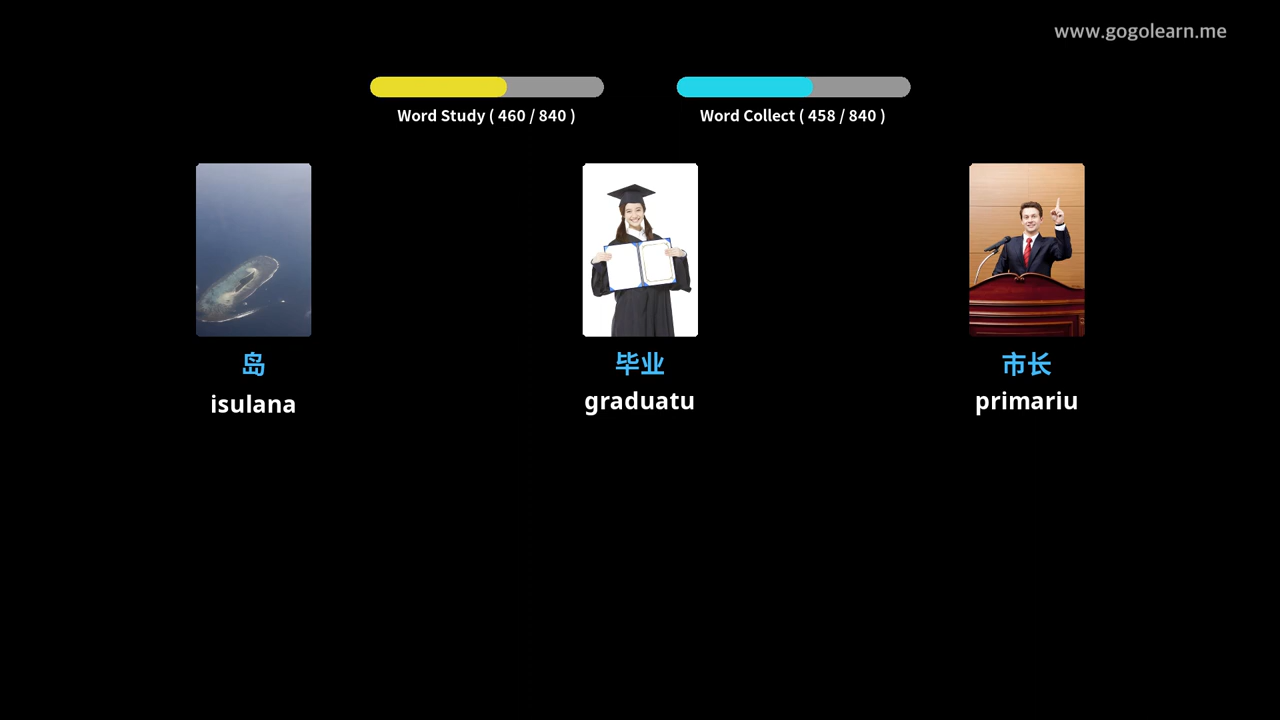 www.gogolearn.me
Word Study ( 460 / 840 )
Word Collect ( 458 / 840 )
岛
isulana
毕业
graduatu
市长
primariu